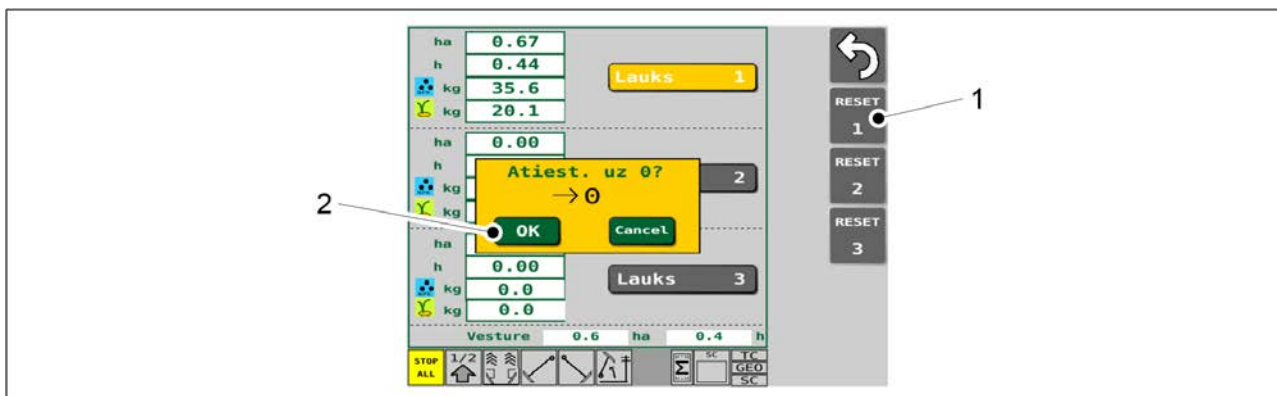 ha 0.67
h 0.44
Lauks 1
kg 35.6
kg 20.1
ha 0.00
h
Atiest. uz 0?
2
kg
→0
kg
OK Cancel
ha
h 0.00
Lauks 3
kg 0.0
kg 0.0
Vesture 0.6 ha 0.4 h
STOP ALL
1/2
Σ
SC
TC
GEO
SC
RESET
1
RESET
2
RESET
3
1
2